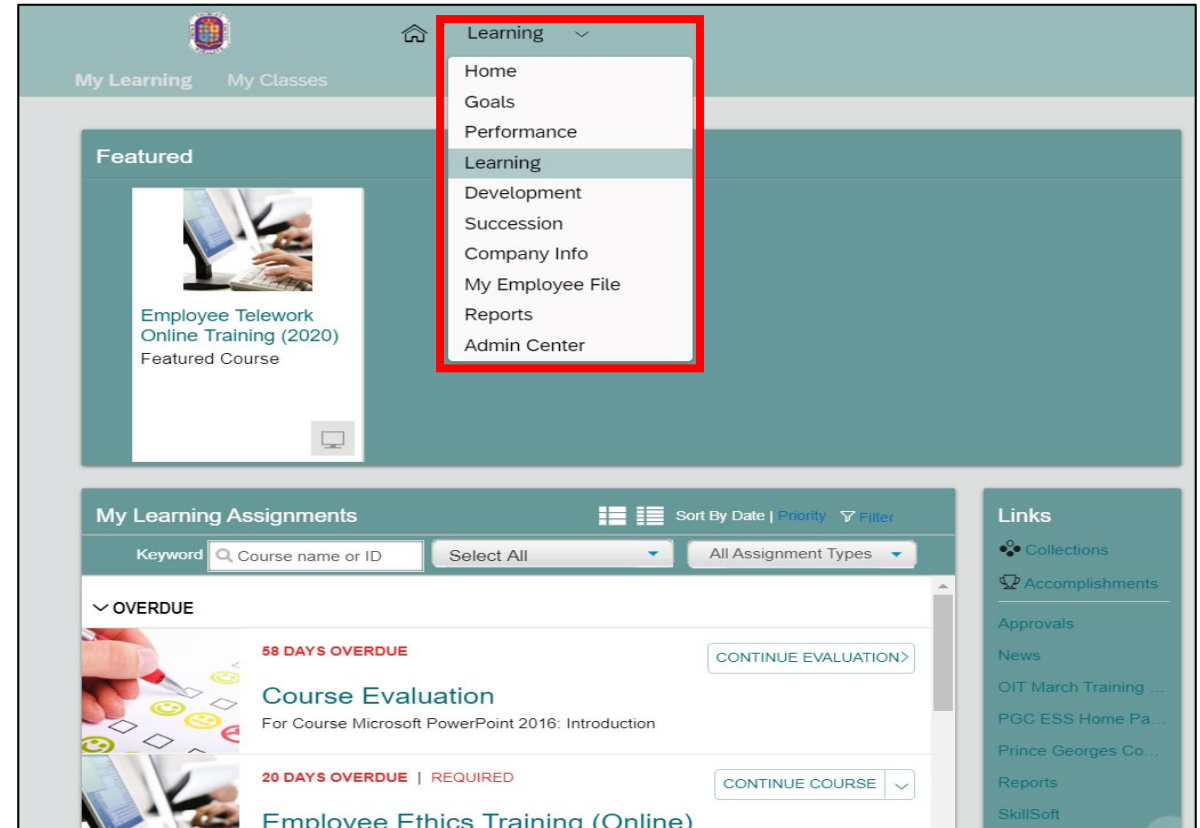 Learning
My Learning My Classes
Home
Goals
Performance
Learning
Development
Succession
Company Info
My Employee File
Reports
Admin Center
Featured
Employee Telework
Online Training (2020)
Featured Course
My Learning Assignments Sort By Date | Priority Filter
Keyword Course name or ID Select All All Assignment Types
OVERDUE
58 DAYS OVERDUE CONTINUE EVALUATION>
Course Evaluation
For Course Microsoft PowerPoint 2016: Introduction
20 DAYS OVERDUE | REQUIRED CONTINUE COURSE
Employee Ethics Training (Online)
Links
Collections
Accomplishments
Approvals
News
OIT March Training ...
PGC ESS Home Pa...
Prince Georges Co...
Reports
SkillSoft